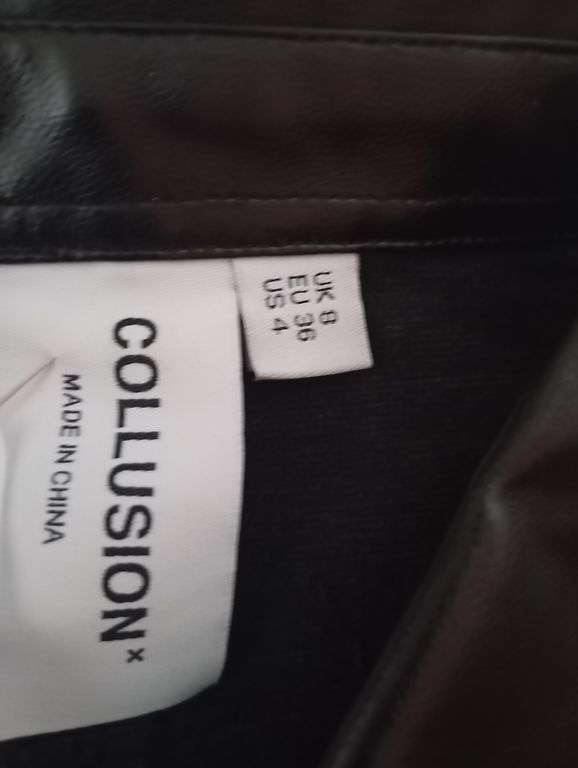 COLLUSION x
MADE IN CHINA
UK 8
EU 36
US 4